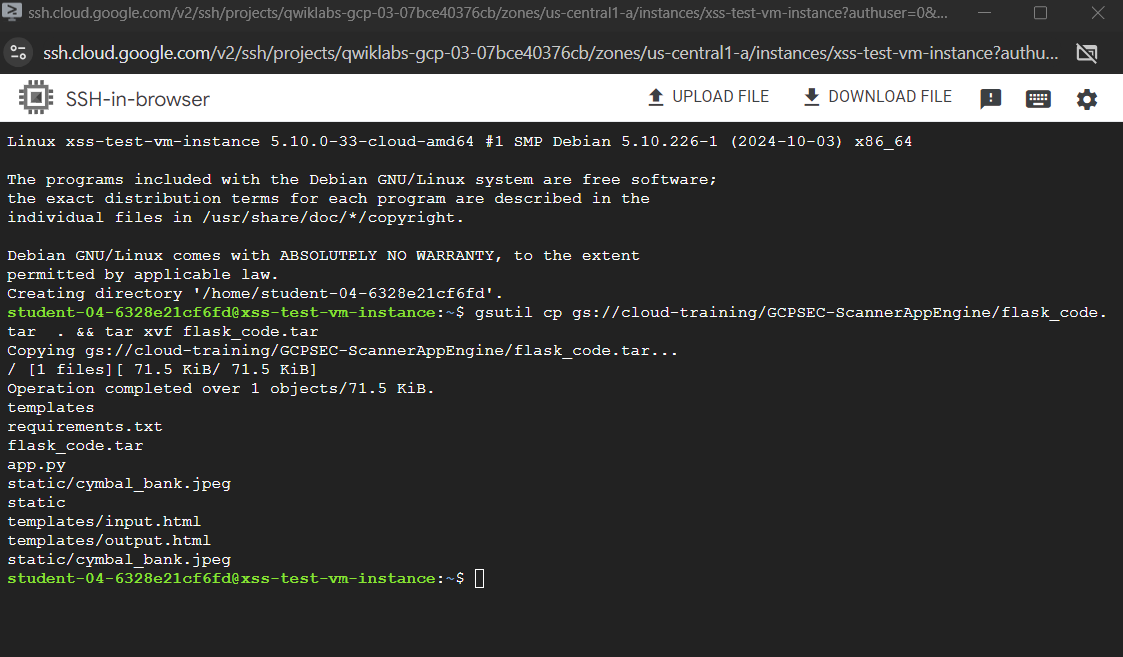 ssh.cloud.google.com/v2/ssh/projects/qwiklabs-gcp-03-07bce40376cb/zones/us-central1-a/instances/xss-test-vm-instance?authuser=0&...
ssh.cloud.google.com/v2/ssh/projects/qwiklabs-gcp-03-07bce40376cb/zones/us-central1-a/instances/xss-test-vm-instance?authu...
SSH-in-browser
UPLOAD FILE
DOWNLOAD FILE
Linux xss-test-vm-instance 5.10.0-33-cloud-amd64 #1 SMP Debian 5.10.226-1 (2024-10-03) x86_64
The programs included with the Debian GNU/Linux system are free software;
the exact distribution terms for each program are described in the
individual files in /usr/share/doc/*/copyright.
Debian GNU/Linux comes with ABSOLUTELY NO WARRANTY, to the extent
permitted by applicable law.
Creating directory '/home/student-04-6328e21cf6fd'.
student-04-6328e21cf6fd@xss-test-vm-instance:~$ gsutil cp gs://cloud-training/GCPSEC-ScannerAppEngine/flask_code.
tar  . && tar xvf flask_code.tar
Copying gs://cloud-training/GCPSEC-ScannerAppEngine/flask_code.tar...
/ [1 files][ 71.5 KiB/ 71.5 KiB]
Operation completed over 1 objects/71.5 KiB.
templates
requirements.txt
flask_code.tar
app.py
static/cymbal_bank.jpeg
static
templates/input.html
templates/output.html
static/cymbal_bank.jpeg
student-04-6328e21cf6fd@xss-test-vm-instance:~$